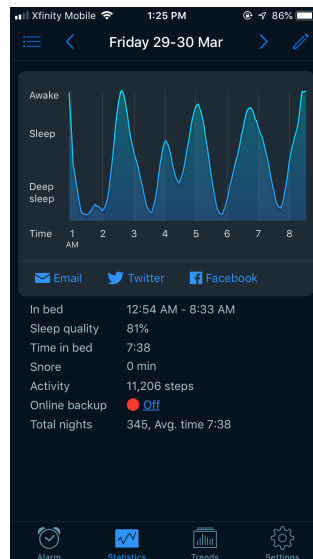 Xfinity Mobile 1:25 PM 86%
Friday 29-30 Mar
Awake
Sleep
Deep
sleep
Time 1 2 3 4 5 6 7 8
AM
Email Twitter Facebook
In bed 12:54 AM - 8:33 AM
Sleep quality 81%
Time in bed 7:38
Snore 0 min
Activity 11,206 steps
Online backup Off
Total nights 345, Avg. time 7:38
Alarm Statistics Trends Settings